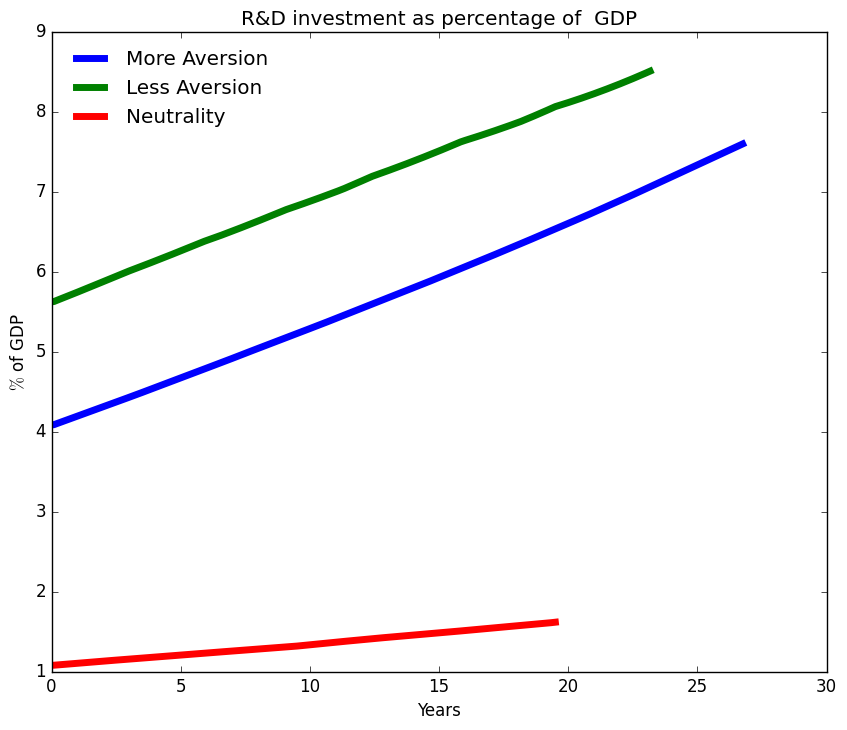 R&D investment as percentage of  GDP
9
8
7
6
5
4
3
2
1
More Aversion
Less Aversion
Neutrality
% of GDP
0 5 10 15 20 25 30
Years